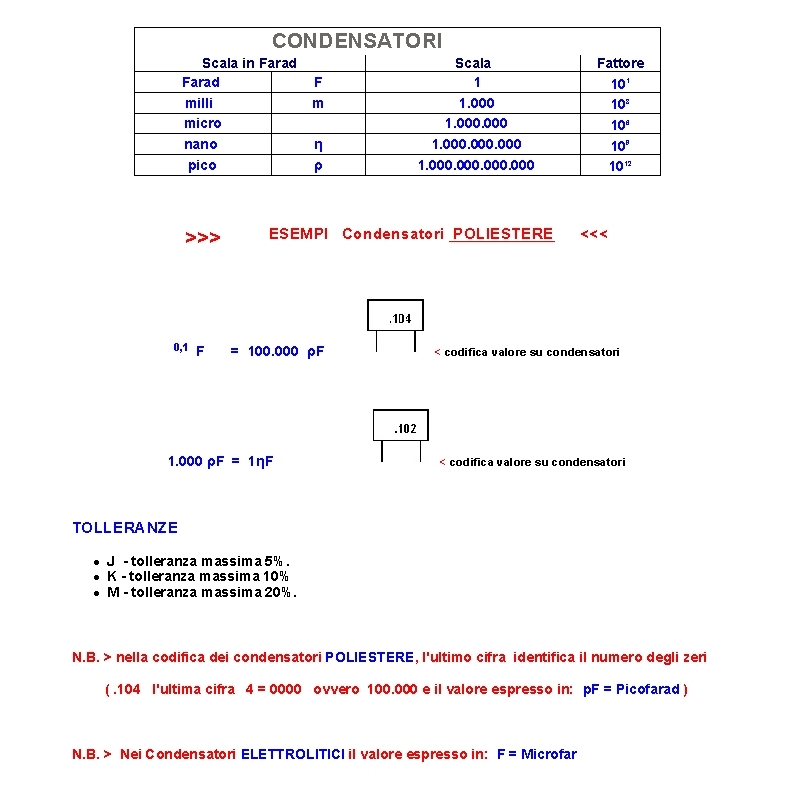 CONDENSATORI
Scala in Farad Scala Fattore
Farad F 1 10¹
milli m 1.000 10³
micro 1.000.000 10⁶
nano η 1.000.000.000 10⁹
pico ρ 1.000.000.000.000 10¹²
>>> ESEMPI Condensatori POLIESTERE <<<
.104
0,1 F = 100.000 ρF < codifica valore su condensatori
.102
1.000 ρF = 1ηF < codifica valore su condensatori
TOLLERANZE
• J - tolleranza massima 5%.
• K - tolleranza massima 10%
• M - tolleranza massima 20%.
N.B. > nella codifica dei condensatori POLIESTERE, l'ultimo cifra identifica il numero degli zeri
( .104 l'ultima cifra 4 = 0000 ovvero 100.000 e il valore espresso in: pF = Picofarad )
N.B. > Nei Condensatori ELETTROLITICI il valore espresso in: F = Microfar